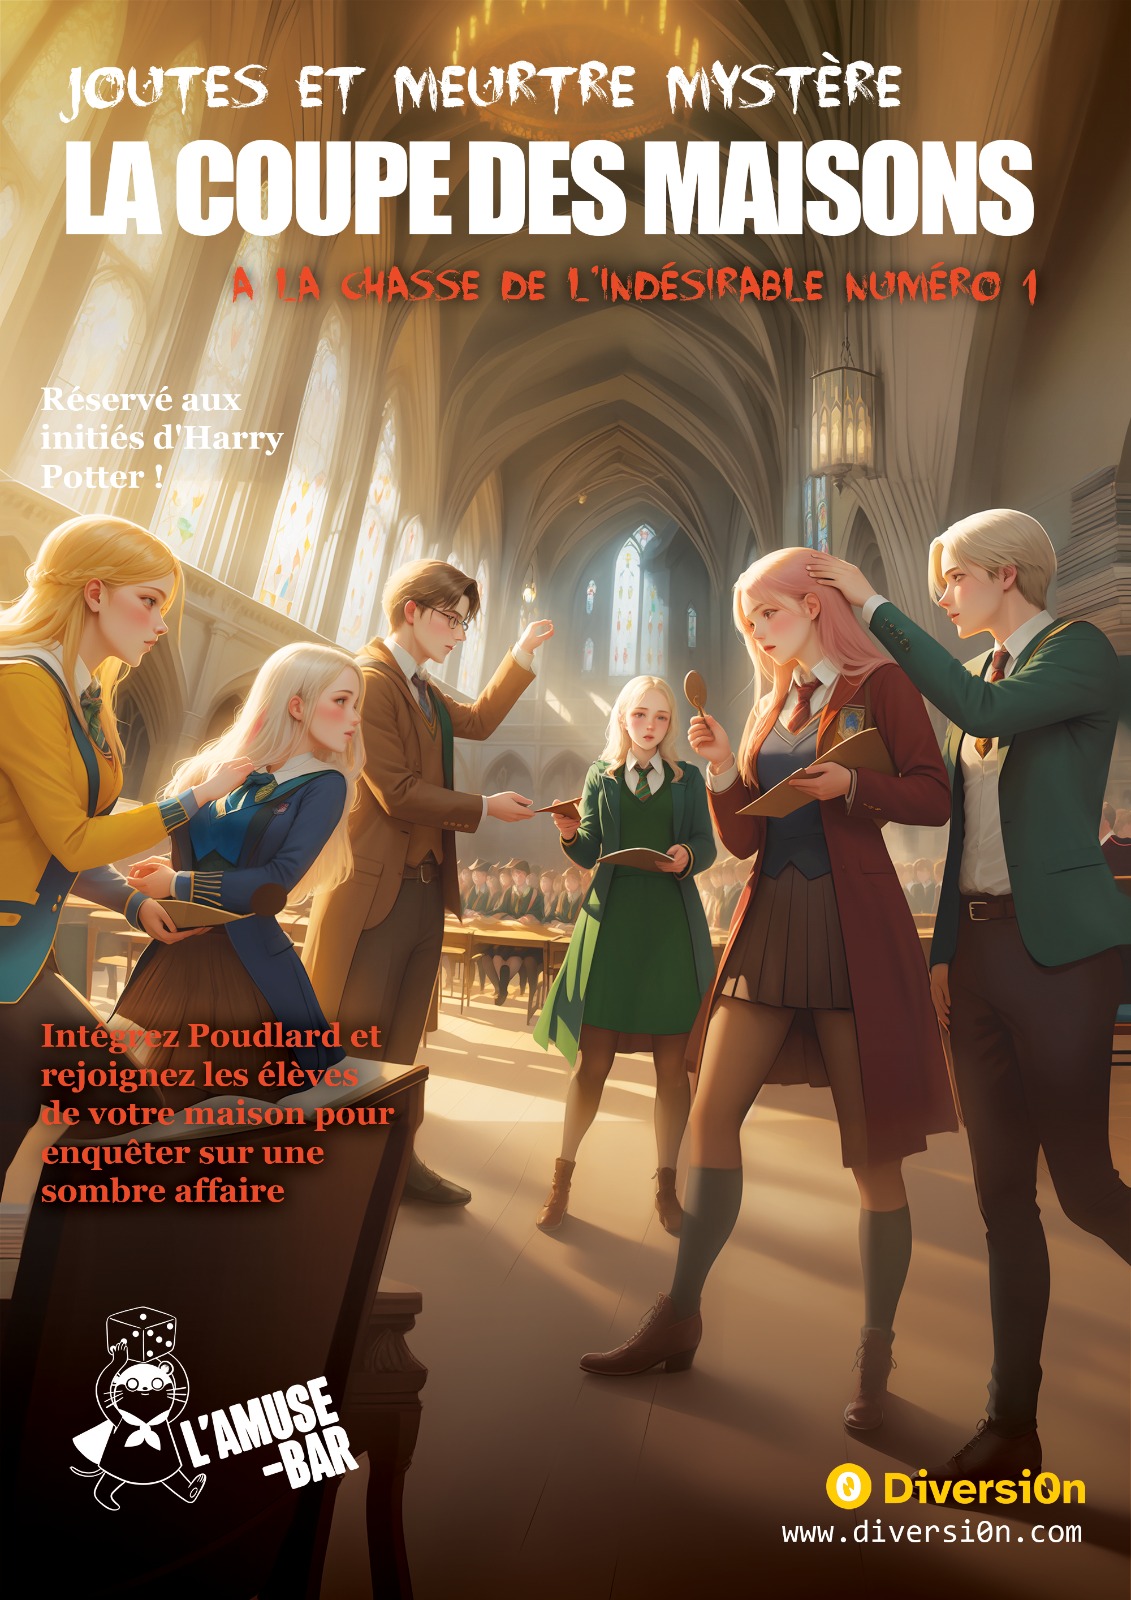 JOUTES ET MEURTRE MYSTÈRE
LA COUPE DES MAISONS
A LA CHASSE DE L'INDÉSIRABLE NUMÉRO 1
Réservé aux
initiés d'Harry
Potter !
Intégrez Poudlard et
rejoignez les élèves
de votre maison pour
enquêter sur une
sombre affaire
L'AMUSE
-BAR
Diversi0n
www.diversi0n.com